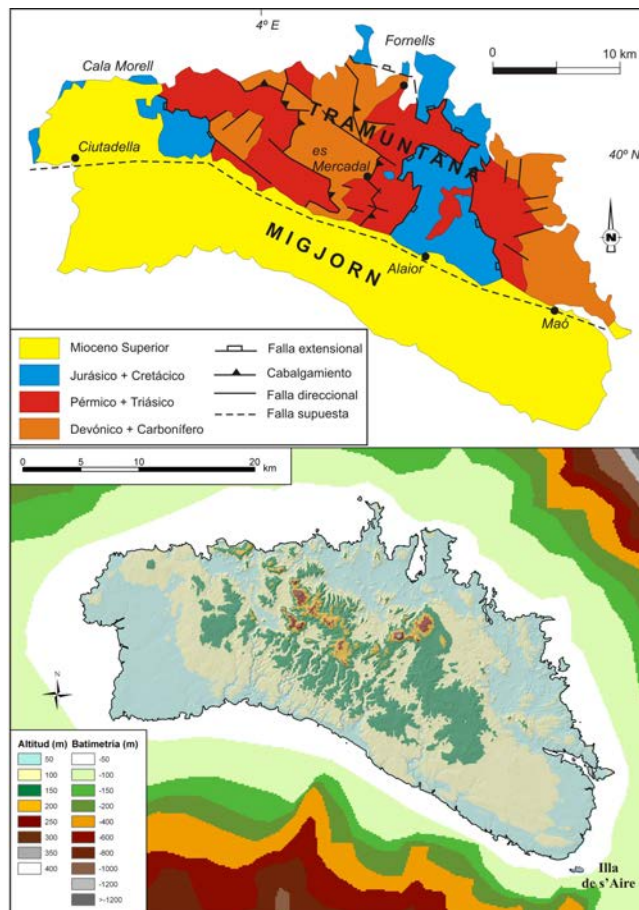 4º E
Fornells
0 10 km
Cala Morell
TRAMUNTANA
40º N
Ciutadella
es
Mercadal
N
MIGJORN
Alaior
Maó
Mioceno Superior
Jurásico + Cretácico
Pérmico + Triásico
Devónico + Carbonífero
Falla extensional
Cabalgamiento
Falla direccional
Falla supuesta
0 5 10 20
km
N
Altitud (m) Batimetria (m)
50 -50
100 -100
150 -150
200 -200
250 -400
300 -600
350 -800
400 -1000
-1200
>-1200
Illa
de s'Aire